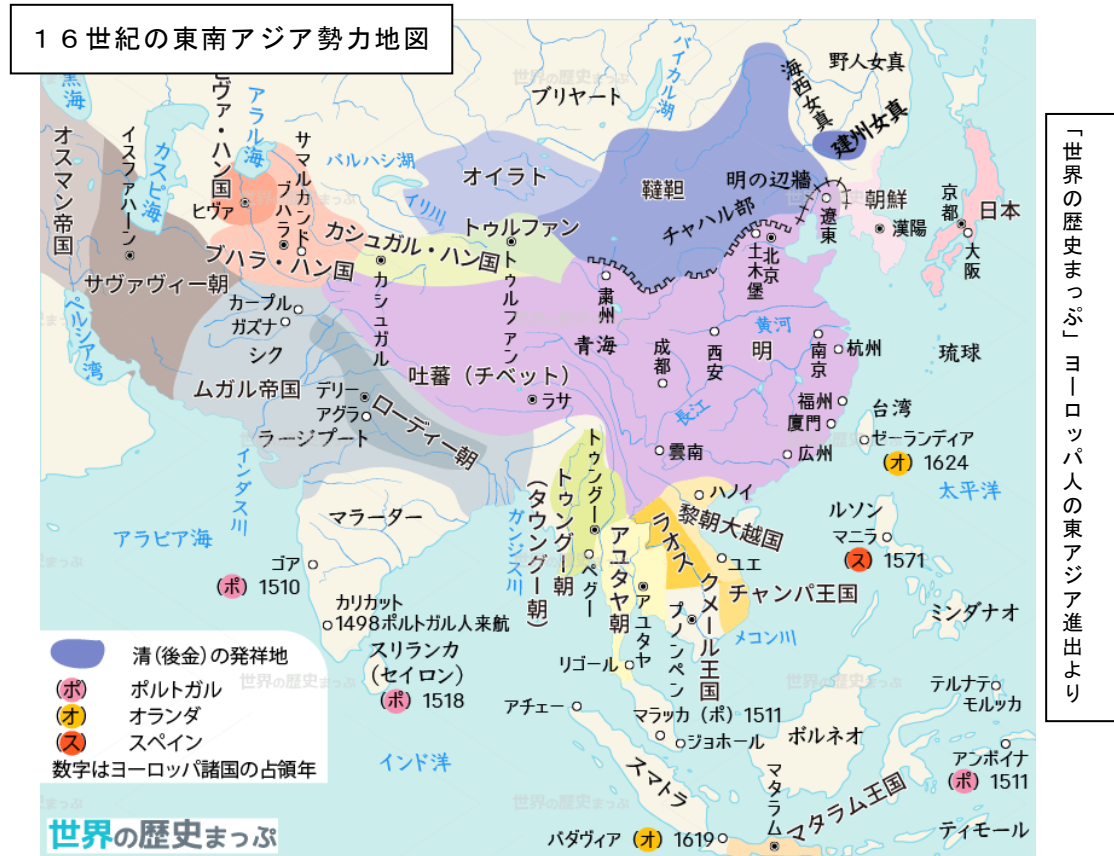 １６世紀の東南アジア勢力地図
「世界の歴史まっぷ」ヨーロッパ人の東アジア進出より
黒海
オスマン帝国
イスファハーン
カスピ海
ヒヴァ・ハン国
アラル海
ヒヴァ
サマルカンド
ブハラ
ブハラ・ハン国
サヴァヴィー朝
ペルシア湾
バルハシ湖
イリ川
オイラト
ブリヤート
バイカル湖
海西女真
野人女真
建州女真
韃靼
チャハル部
明の辺牆
遼東
朝鮮
漢陽
京都
日本
大阪
カシュガル・ハン国
トゥルファン
トゥルファン
カシュガル
土木堡
北京
粛州
青海
黄河
西安
成都
明
南京
杭州
琉球
カーブル
ガズナ
シク
ムガル帝国
デリー
アグラ
ラージプート
ローディー朝
吐蕃（チベット）
ラサ
長江
福州
厦門
台湾
ゼーランディア
(オ) 1624
雲南
広州
太平洋
インダス川
アラビア海
マラーター
ガンジス川
トゥングー朝
(タウングー朝)
トゥングー
ペグー
アユタヤ朝
アユタヤ
ラオス
ハノイ
黎朝大越国
ユエ
チャンパ王国
クメール王国
プノンペン
メコン川
ルソン
マニラ
(ス) 1571
ミンダナオ
ゴア
(ポ) 1510
カリカット
1498ポルトガル人来航
スリランカ
(セイロン)
(ポ) 1518
リゴール
アチェー
マラッカ (ポ) 1511
ジョホール
ボルネオ
テルナテ
モルッカ
アンボイナ
(ポ) 1511
インド洋
スマトラ
マタラム
マタラム王国
ティモール
バダヴィア (オ) 1619
清(後金)の発祥地
(ポ) ポルトガル
(オ) オランダ
(ス) スペイン
数字はヨーロッパ諸国の占領年
世界の歴史まっぷ